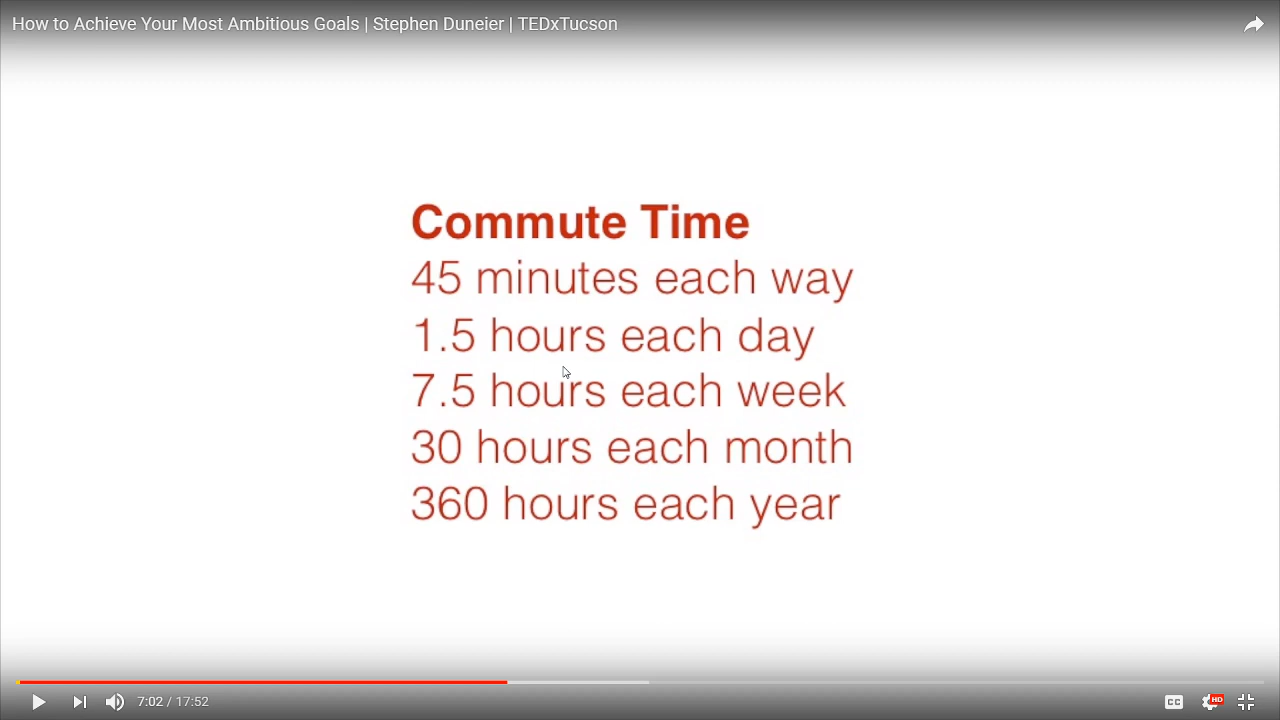 How to Achieve Your Most Ambitious Goals | Stephen Duneier | TEDxTucson
Commute Time
45 minutes each way
1.5 hours each day
7.5 hours each week
30 hours each month
360 hours each year
7:02 / 17:52
CC
HD